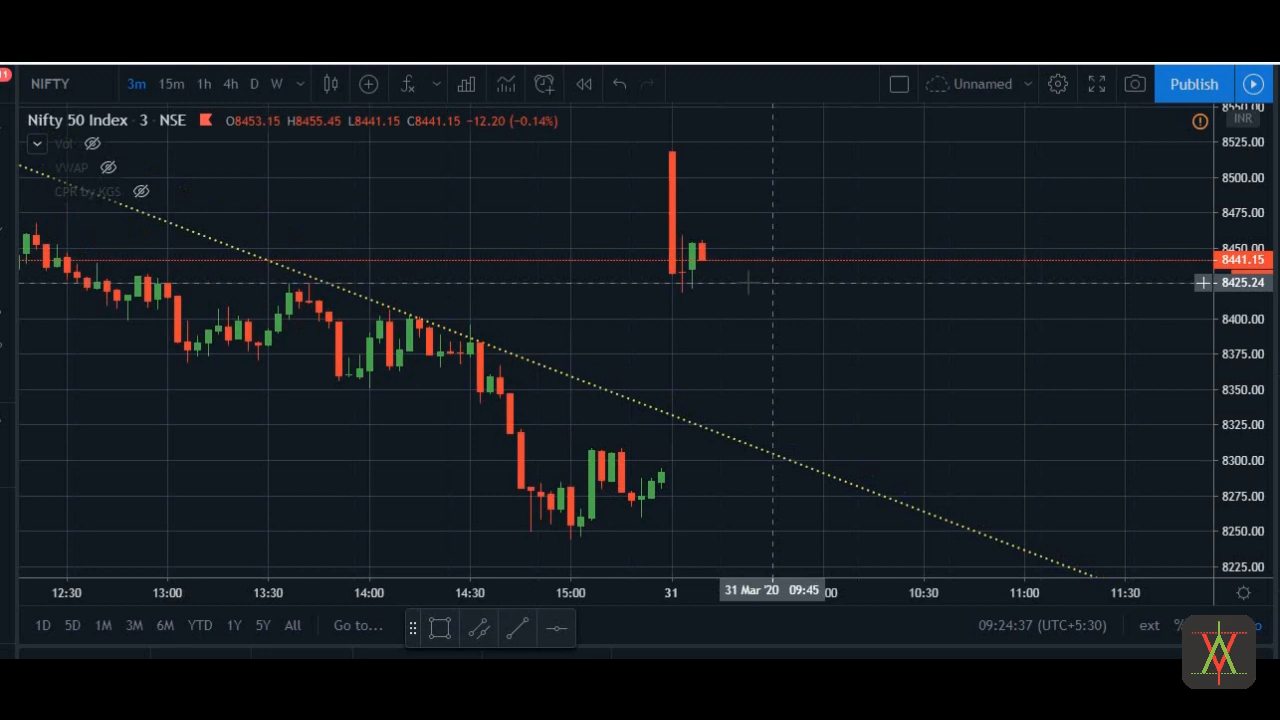 11
NIFTY 3m 15m 1h 4h D W Unnamed Publish
Nifty 50 Index · 3 · NSE O8453.15 H8455.45 L8441.15 C8441.15 −12.20 (−0.14%)
Vol
VWAP
CPR by KGS
8550.00
INR
8525.00
8500.00
8475.00
8450.00
8441.15
8425.24
8400.00
8375.00
8350.00
8325.00
8300.00
8275.00
8250.00
8225.00
12:30 13:00 13:30 14:00 14:30 15:00 31 31 Mar '20 09:45 :00 10:30 11:00 11:30
1D 5D 1M 3M 6M YTD 1Y 5Y All Go to... 09:24:37 (UTC+5:30) ext %